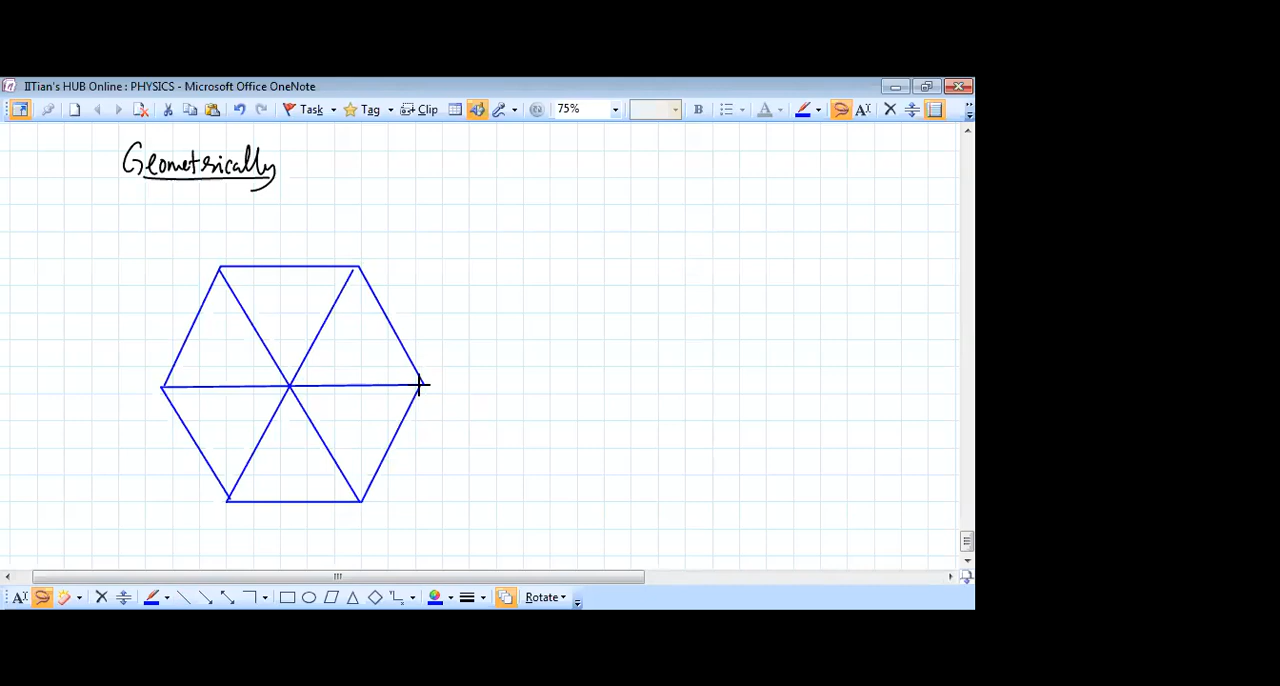 IITian's HUB Online : PHYSICS - Microsoft Office OneNote
Task Tag Clip 75% B A A
Geometrically
A Rotate